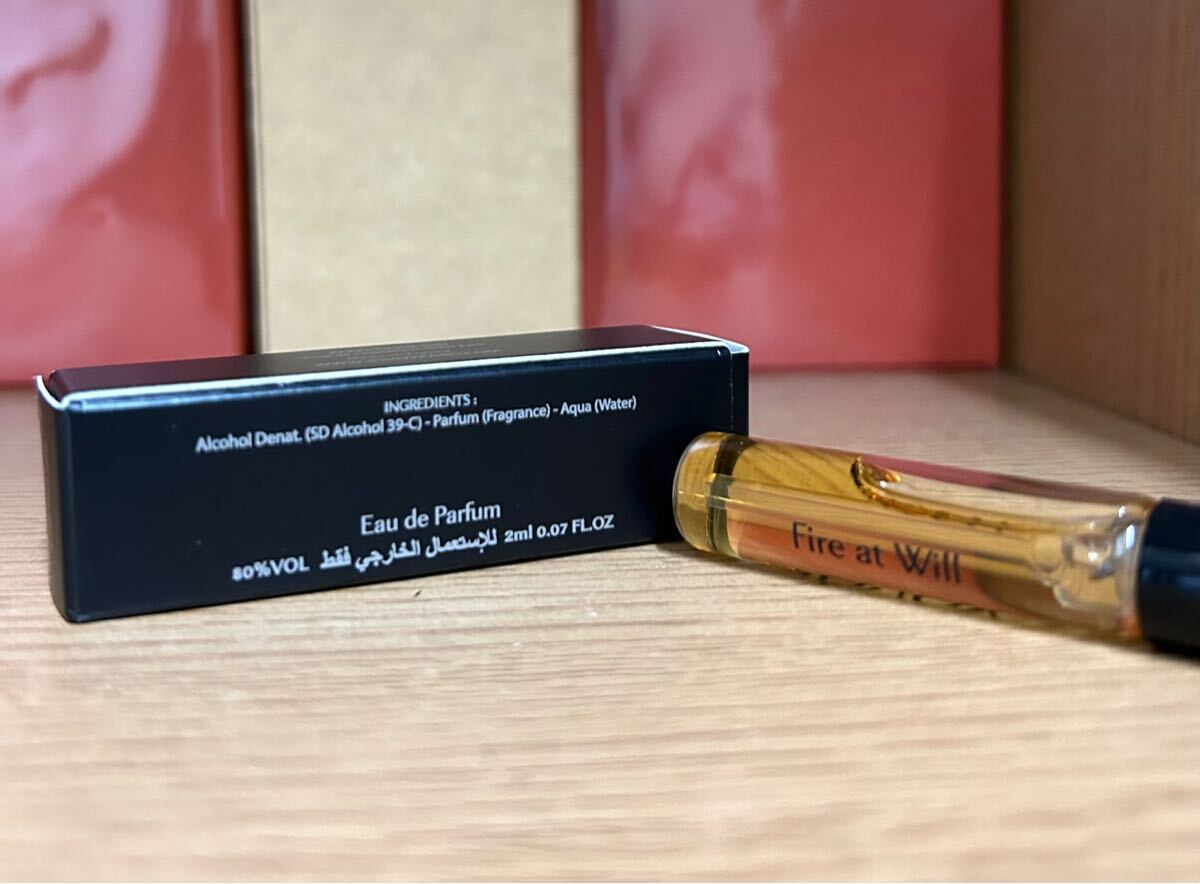 INGREDIENTS :
Alcohol Denat. (SD Alcohol 39-C) - Parfum (Fragrance) - Aqua (Water)
Eau de Parfum
80%VOL للإستعمال الخارجي فقط 2ml 0.07 FL.OZ
Fire at Will